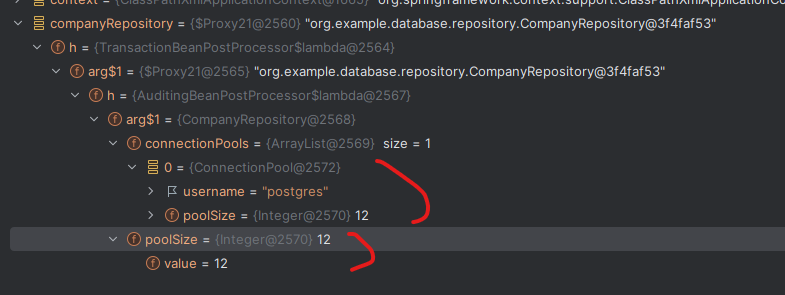 context = {ClassPathXmlApplicationContext@1665} "org.springframework.context.support.ClassPathXmlApplicationCo
companyRepository = {$Proxy21@2560} "org.example.database.repository.CompanyRepository@3f4faf53"
h = {TransactionBeanPostProcessor$lambda@2564}
arg$1 = {$Proxy21@2565} "org.example.database.repository.CompanyRepository@3f4faf53"
h = {AuditingBeanPostProcessor$lambda@2567}
arg$1 = {CompanyRepository@2568}
connectionPools = {ArrayList@2569} size = 1
0 = {ConnectionPool@2572}
username = "postgres"
poolSize = {Integer@2570} 12
poolSize = {Integer@2570} 12
value = 12